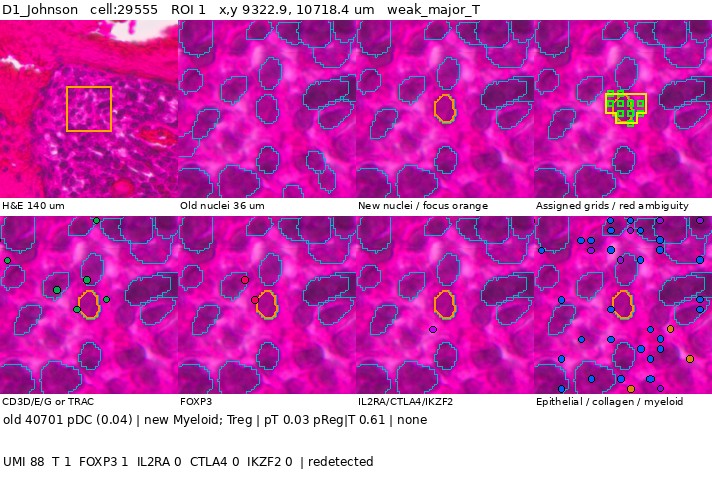 D1_Johnson cell:29555 ROI 1 x,y 9322.9, 10718.4 um weak_major_T
H&E 140 um
Old nuclei 36 um
New nuclei / focus orange
Assigned grids / red ambiguity
CD3D/E/G or TRAC
FOXP3
IL2RA/CTLA4/IKZF2
Epithelial / collagen / myeloid
old 40701 pDC (0.04) | new Myeloid; Treg | pT 0.03 pReg|T 0.61 | none
UMI 88 T 1 FOXP3 1 IL2RA 0 CTLA4 0 IKZF2 0 | redetected